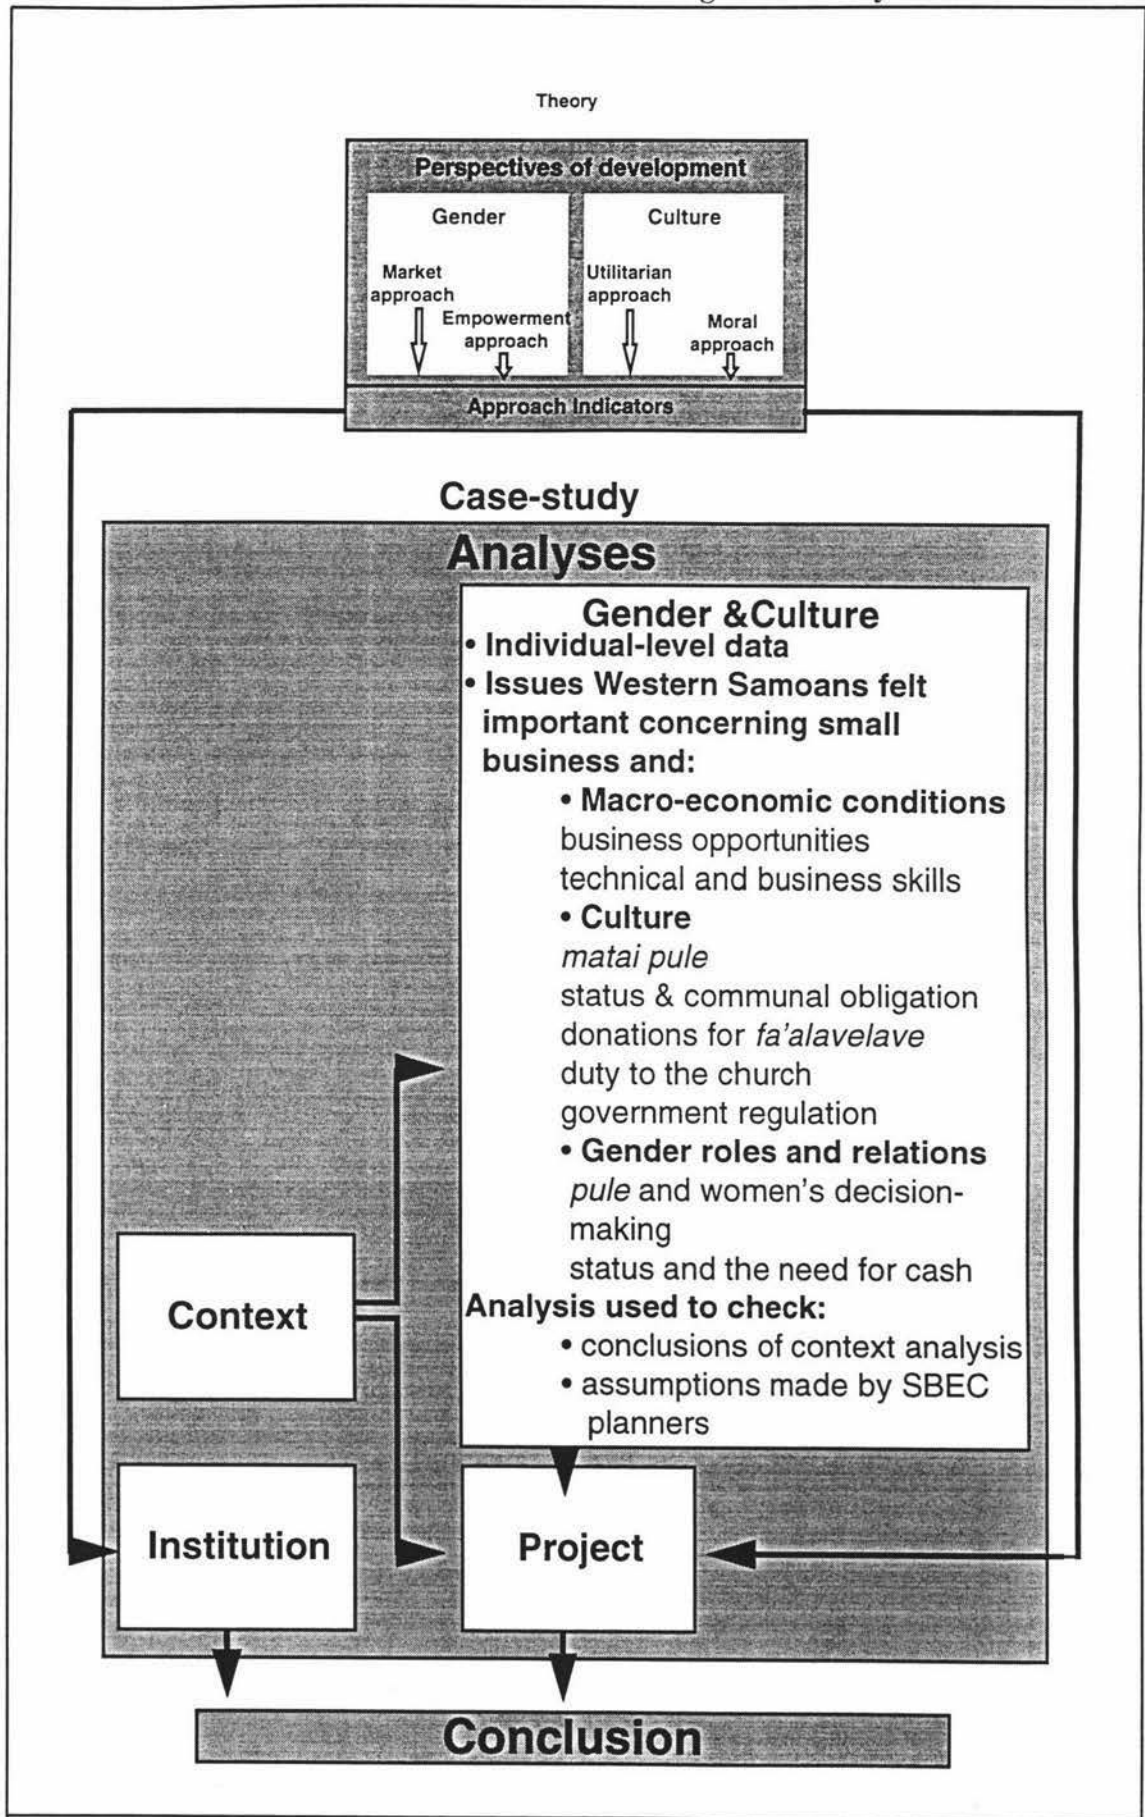 Theory
Perspectives of development
Gender
Culture
Market
approach
Empowerment
approach
Utilitarian
approach
Moral
approach
Approach Indicators
Case-study
Analyses
Gender &Culture
• Individual-level data
• Issues Western Samoans felt
important concerning small
business and:
• Macro-economic conditions
business opportunities
technical and business skills
• Culture
matai pule
status & communal obligation
donations for fa'alavelave
duty to the church
government regulation
• Gender roles and relations
pule and women's decision-
making
status and the need for cash
Analysis used to check:
• conclusions of context analysis
• assumptions made by SBEC
planners
Context
Institution
Project
Conclusion